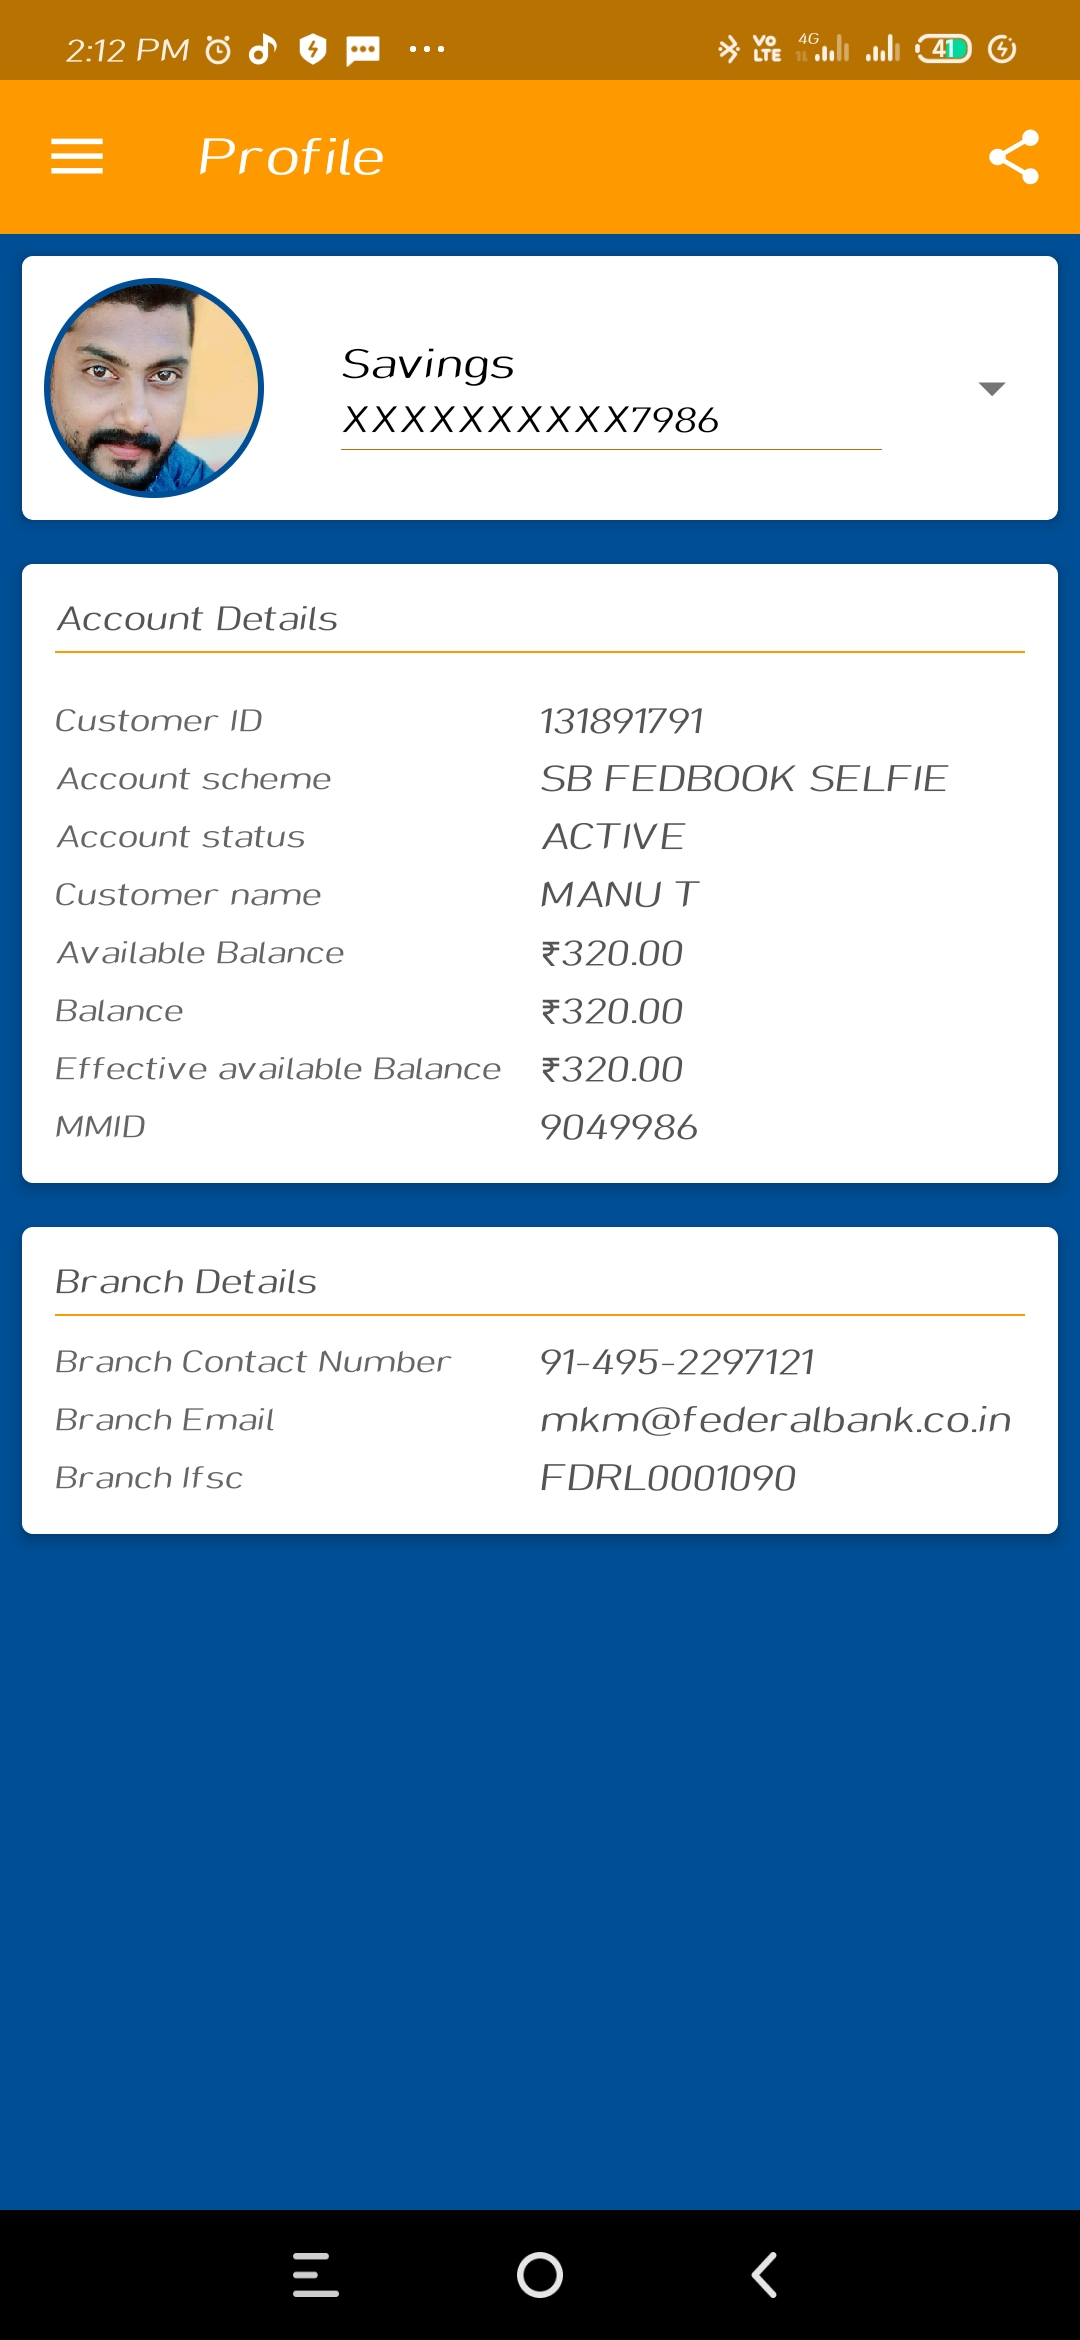 2:12 PM
VO LTE 4G 41
Profile
Savings
XXXXXXXXXX7986
Account Details
Customer ID 131891791
Account scheme SB FEDBOOK SELFIE
Account status ACTIVE
Customer name MANU T
Available Balance ₹320.00
Balance ₹320.00
Effective available Balance ₹320.00
MMID 9049986
Branch Details
Branch Contact Number 91-495-2297121
Branch Email mkm@federalbank.co.in
Branch Ifsc FDRL0001090